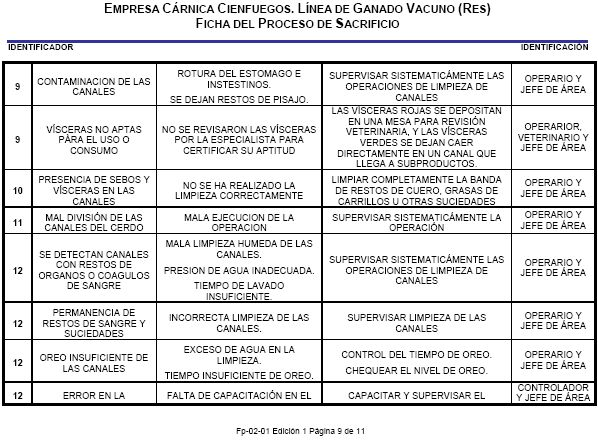 EMPRESA CÁRNICA CIENFUEGOS. LÍNEA DE GANADO VACUNO (RES)
FICHA DEL PROCESO DE SACRIFICIO
IDENTIFICADOR IDENTIFICACIÓN
9
CONTAMINACION DE LAS
CANALES
ROTURA DEL ESTOMAGO E
INSTESTINOS.
SE DEJAN RESTOS DE PISAJO.
SUPERVISAR SISTEMATICÁMENTE LAS
OPERACIONES DE LIMPIEZA DE
CANALES
OPERARIO Y
JEFE DE ÁREA
9
VÍSCERAS NO APTAS
PÀRA EL USO O
CONSUMO
NO SE REVISARON LAS VÍSCERAS
POR LA ESPECIALISTA PARA
CERTIFICAR SU APTITUD
LAS VÍSCERAS ROJAS SE DEPOSITAN
EN UNA MESA PARA REVISIÓN
VETERINARIA, Y LAS VÍSCERAS
VERDES SE DEJAN CAER
DIRECTAMENTE EN UN CANAL QUE
LLEGA A SUBPRODUCTOS.
OPERARIOR,
VETERINARIO Y
JEFE DE ÁREA
10
PRESENCIA DE SEBOS Y
VÍSCERAS EN LAS
CANALES
NO SE HA REALIZADO LA
LIMPIEZA CORRECTAMENTE
LIMPIAR COMPLETAMENTE LA BANDA
DE RESTOS DE CUERO, GRASAS DE
CARRILLOS U OTRAS SUCIEDADES
OPERARIO Y
JEFE DE ÁREA
11
MAL DIVISIÓN DE LAS
CANALES DEL CERDO
MALA EJECUCION DE LA
OPERACION
SUPERVISAR SISTEMATICÁMENTE LA
OPERACIÓN
OPERARIO Y
JEFE DE ÁREA
12
SE DETECTAN CANALES
CON RESTOS DE
ORGANOS O COAGULOS
DE SANGRE
MALA LIMPIEZA HUMEDA DE LAS
CANALES.
PRESION DE AGUA INADECUADA.
TIEMPO DE LAVADO
INSUFICIENTE.
SUPERVISAR SISTEMATICÁMENTE LAS
OPERACIONES DE LIMPIEZA DE
CANALES
OPERARIO Y
JEFE DE ÁREA
12
PERMANENCIA DE
RESTOS DE SANGRE Y
SUCIEDADES
INCORRECTA LIMPIEZA DE LAS
CANALES.
SUPERVISAR LIMPIEZA DE LAS
CANALES
OPERARIO Y
JEFE DE ÁREA
12
OREO INSUFICIENTE DE
LAS CANALES
EXCESO DE AGUA EN LA
LIMPIEZA.
TIEMPO INSUFICIENTE DE OREO.
CONTROL DEL TIEMPO DE OREO.
CHEQUEAR EL NIVEL DE OREO.
OPERARIO Y
JEFE DE ÁREA
12
ERROR EN LA
FALTA DE CAPACITACIÓN EN EL
CAPACITAR Y SUPERVISAR EL
CONTROLADOR
Y JEFE DE ÁREA
Fp-02-01 Edición 1 Página 9 de 11